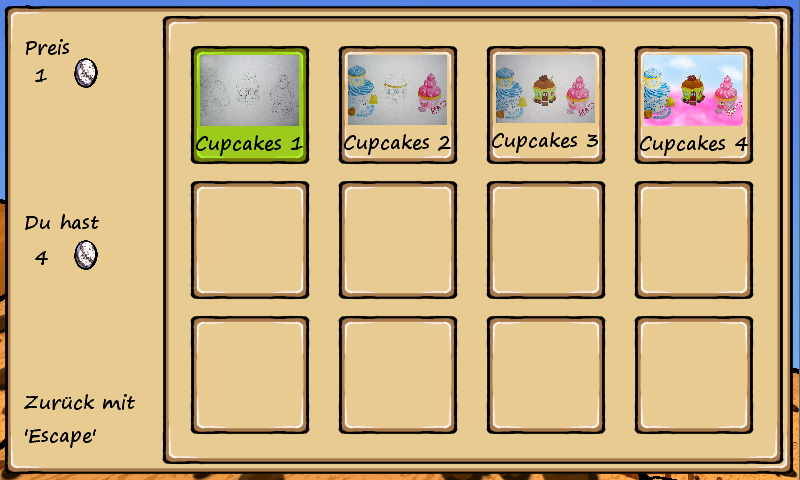 Preis
1
Cupcakes 1
Cupcakes 2
Cupcakes 3
Cupcakes 4
Du hast
4
Zurück mit
'Escape'